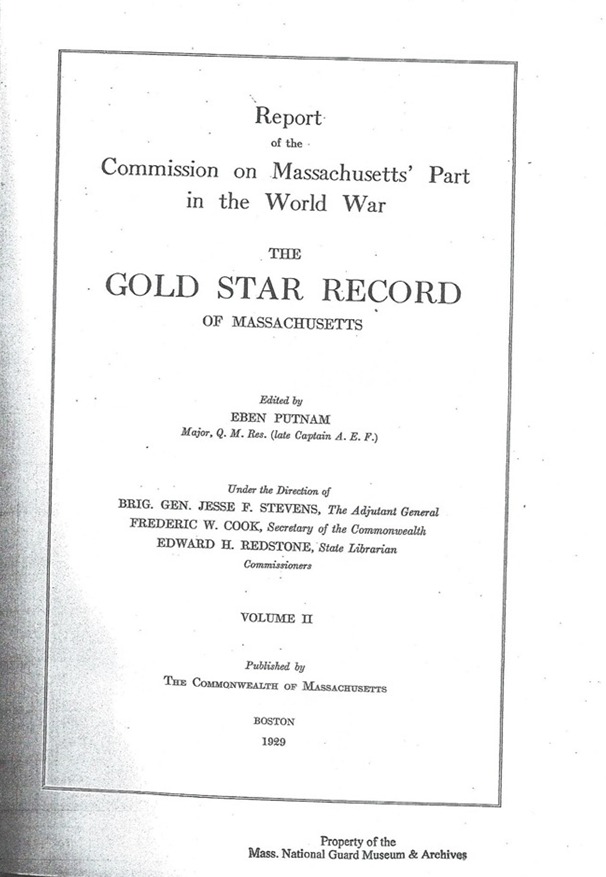 Report
of the
Commission on Massachusetts' Part
in the World War
THE
GOLD STAR RECORD
OF MASSACHUSETTS
Edited by
EBEN PUTNAM
Major, Q. M. Res. (late Captain A. E. F.)
Under the Direction of
BRIG. GEN. JESSE F. STEVENS, The Adjutant General
FREDERIC W. COOK, Secretary of the Commonwealth
EDWARD H. REDSTONE, State Librarian
Commissioners
VOLUME II
Published by
THE COMMONWEALTH OF MASSACHUSETTS
BOSTON
1929
Property of the
Mass. National Guard Museum & Archives